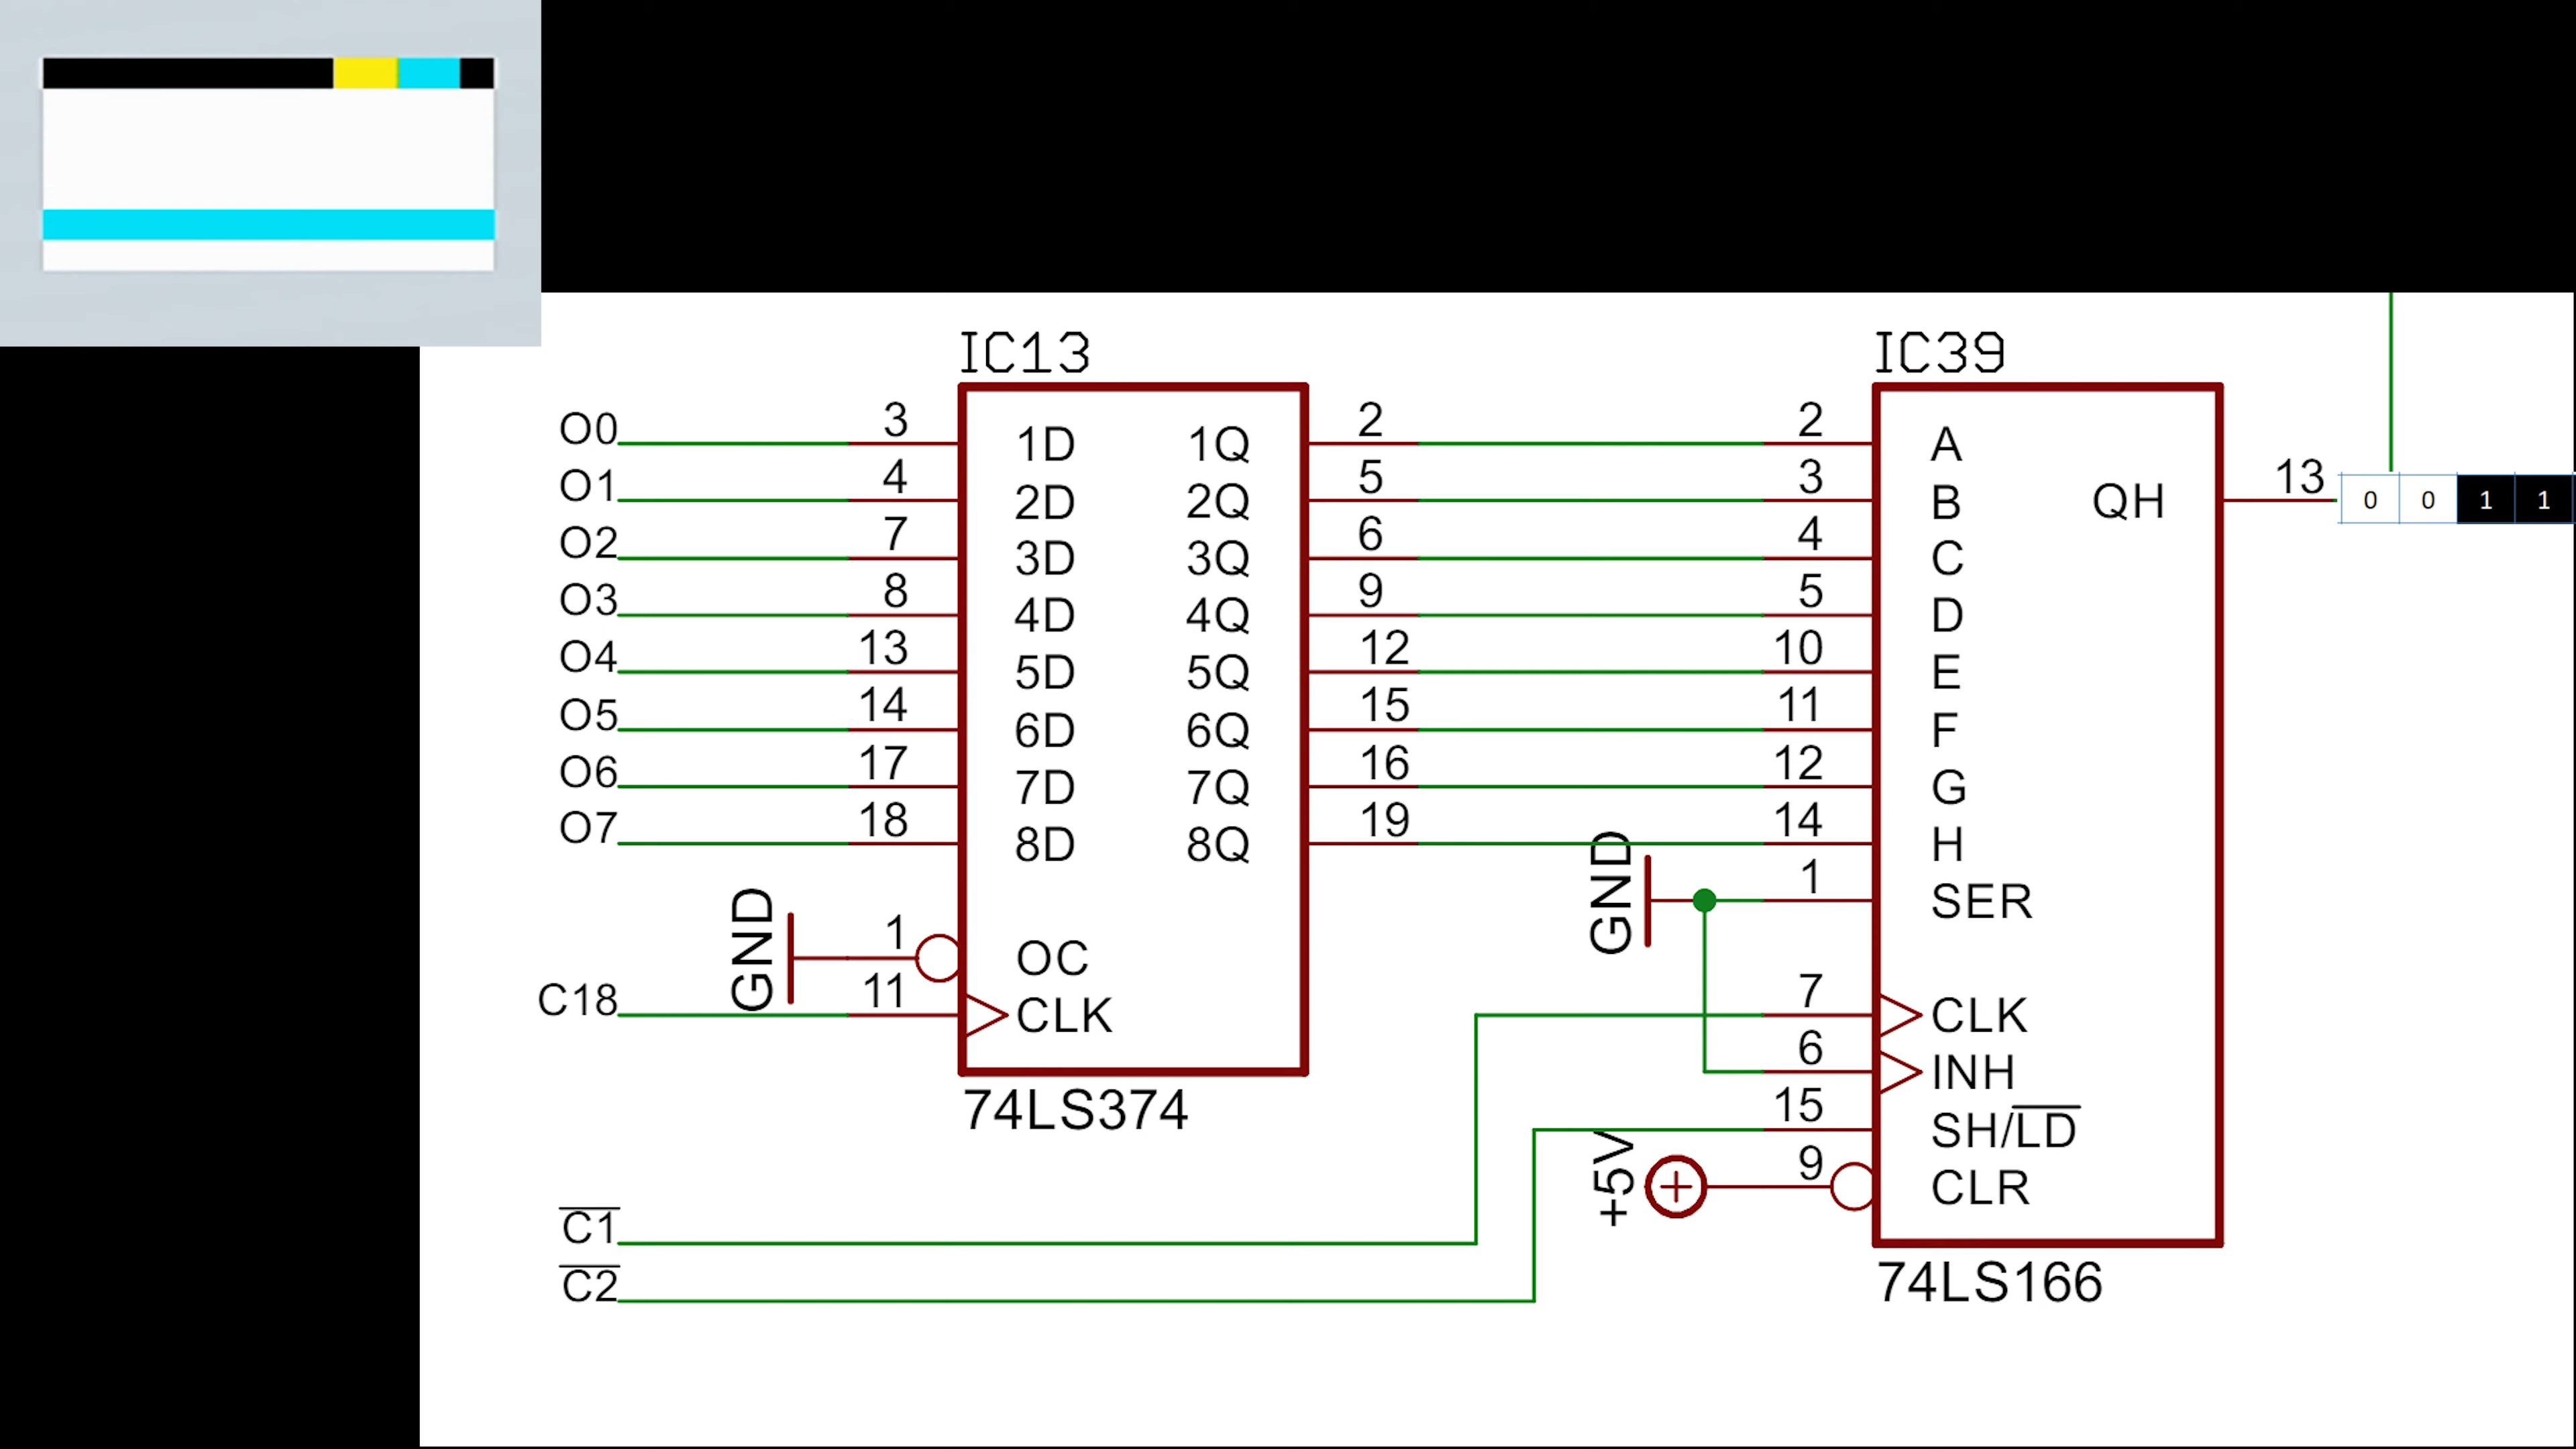 IC13
IC39
O0 3 1D 1Q 2 2 A
O1 4 2D 2Q 5 3 B QH 13 0 0 1 1
O2 7 3D 3Q 6 4 C
O3 8 4D 4Q 9 5 D
O4 13 5D 5Q 12 10 E
O5 14 6D 6Q 15 11 F
O6 17 7D 7Q 16 12 G
O7 18 8D 8Q 19 14 H
GND 1 SER
GND 1 OC
C18 11 CLK 7 CLK
6 INH
74LS374 15 SH/L̅D̅
+5V 9 CLR
C̅1̅
C̅2̅ 74LS166